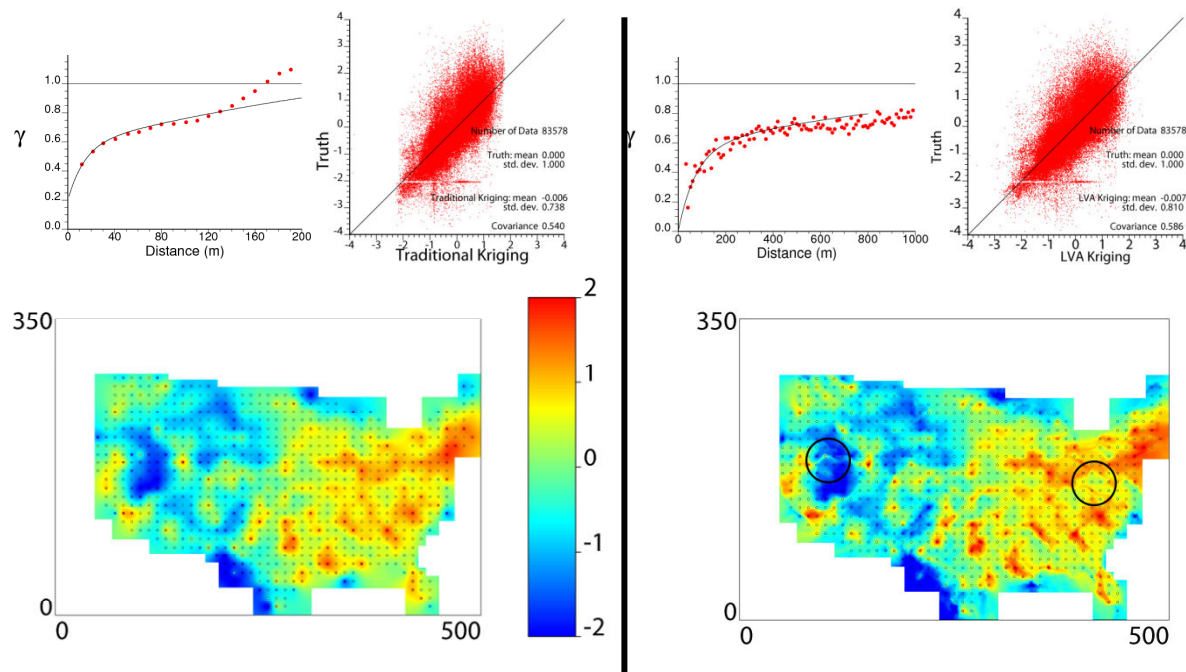 γ
1.0
0.8
0.6
0.4
0.2
0.0
0 40 80 120 160 200
Distance (m)
Truth
4
3
2
1
0
-1
-2
-3
-4
Number of Data 83578
Truth: mean 0.000
std. dev. 1.000
Traditional Kriging: mean -0.006
std. dev. 0.738
Covariance 0.540
-4 -3 -2 -1 0 1 2 3 4
Traditional Kriging
γ
1.0
0.8
0.6
0.4
0.2
0.0
0 200 400 600 800 1000
Distance (m)
Truth
4
3
2
1
0
-1
-2
-3
-4
Number of Data 83578
Truth: mean 0.000
std. dev. 1.000
LVA Kriging: mean -0.007
std. dev. 0.810
Covariance 0.586
-4 -3 -2 -1 0 1 2 3 4
LVA Kriging
350
0
0 500
2
1
0
-1
-2
350
0
0 500